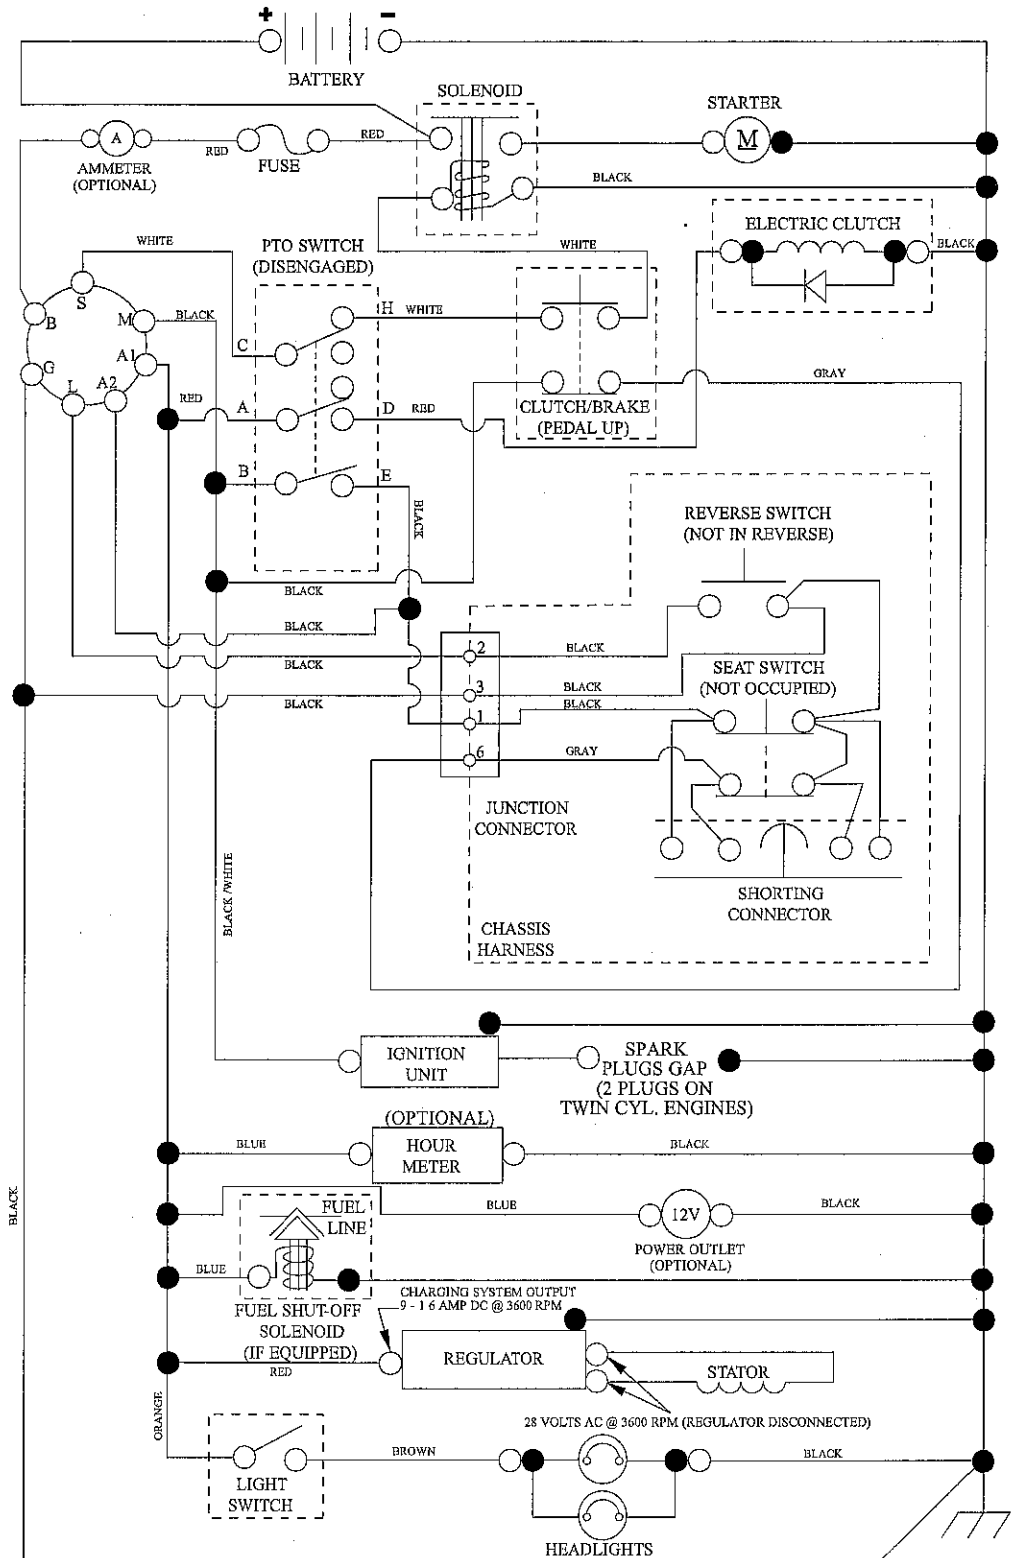 + −
BATTERY
SOLENOID
STARTER
A
RED
FUSE
RED
M
AMMETER
(OPTIONAL)
BLACK
ELECTRIC CLUTCH
BLACK
WHITE
PTO SWITCH
(DISENGAGED)
WHITE
S
B
M
BLACK
H
WHITE
C
G
A1
L
A2
RED
A
D
RED
CLUTCH/BRAKE
(PEDAL UP)
GRAY
B
E
BLACK
REVERSE SWITCH
(NOT IN REVERSE)
BLACK
BLACK
2
BLACK
BLACK
SEAT SWITCH
(NOT OCCUPIED)
3
BLACK
BLACK
BLACK
1
6
GRAY
JUNCTION
CONNECTOR
BLACK /WHITE
SHORTING
CONNECTOR
CHASSIS
HARNESS
IGNITION
UNIT
SPARK
PLUGS GAP
(2 PLUGS ON
TWIN CYL. ENGINES)
(OPTIONAL)
BLUE
HOUR
METER
BLACK
BLACK
FUEL
LINE
BLUE
12V
BLACK
POWER OUTLET
(OPTIONAL)
BLUE
CHARGING SYSTEM OUTPUT
9 - 1 6 AMP DC @ 3600 RPM
FUEL SHUT-OFF
SOLENOID
(IF EQUIPPED)
RED
REGULATOR
STATOR
ORANGE
28 VOLTS AC @ 3600 RPM (REGULATOR DISCONNECTED)
BROWN
BLACK
LIGHT
SWITCH
HEADLIGHTS